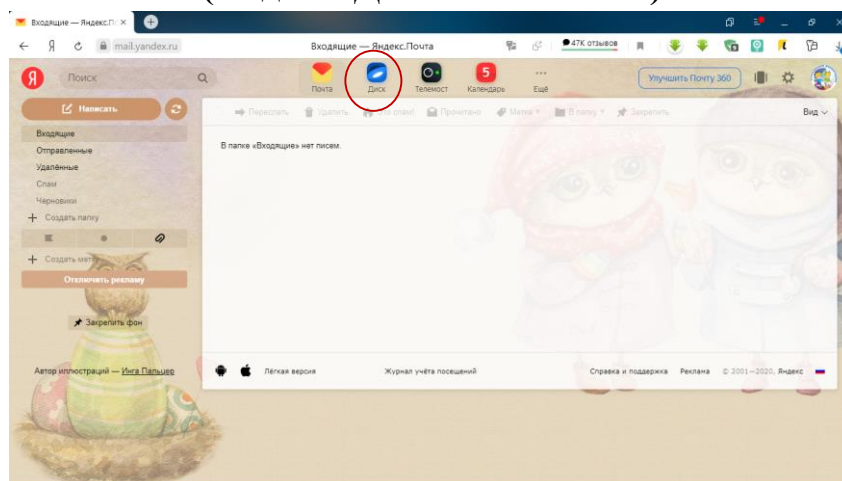 Входящие — Яндекс.П
mail.yandex.ru
Входящие — Яндекс.Почта
47K отзывов
Я
Поиск
Почта
Диск
Телемост
5
Календарь
Ещё
Улучшить Почту 360
Написать
Переслать
Удалить
Это спам!
Прочитано
Метка
В папку
Закрепить
Вид
Входящие
Отправленные
Удалённые
Спам
Черновики
+ Создать папку
+ Создать метку
Отключить рекламу
Закрепить фон
В папке «Входящие» нет писем.
Автор иллюстраций — Инга Пальцер
Лёгкая версия
Журнал учёта посещений
Справка и поддержка
Реклама
© 2001—2020, Яндекс